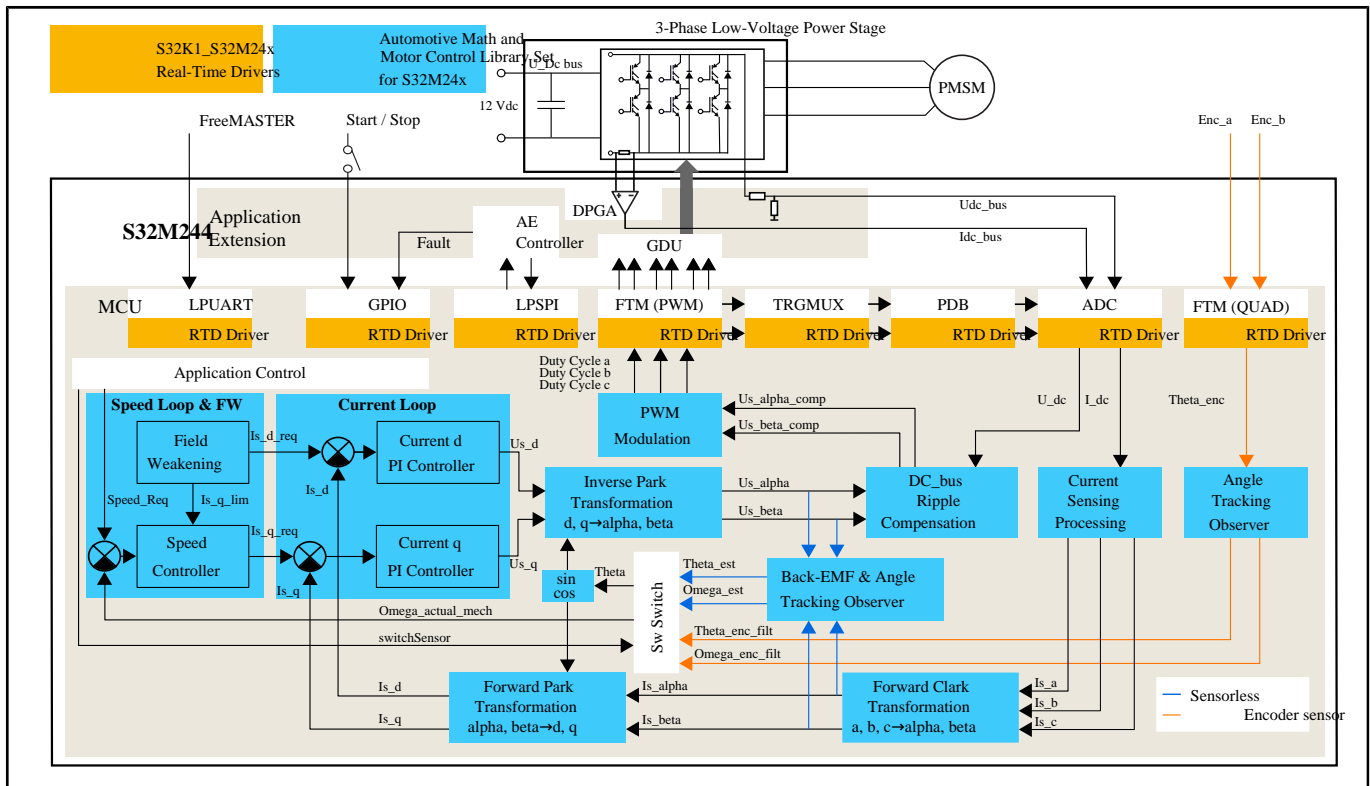 3-Phase Low-Voltage Power Stage
S32K1_S32M24x
Real-Time Drivers
Automotive Math and
Motor Control Library Set
for S32M24x
U_Dc bus
12 Vdc
PMSM
FreeMASTER
Start / Stop
Enc_a
Enc_b
S32M244
Application
Extension
Fault
AE
Controller
DPGA
+
-
GDU
Udc_bus
Idc_bus
MCU
LPUART
RTD Driver
GPIO
RTD Driver
LPSPI
RTD Driver
FTM (PWM)
RTD Driver
TRGMUX
RTD Driver
PDB
RTD Driver
ADC
RTD Driver
FTM (QUAD)
RTD Driver
Application Control
Duty Cycle a
Duty Cycle b
Duty Cycle c
Speed Loop & FW
Current Loop
Field
Weakening
Is_d_req
Current d
PI Controller
Us_d
Is_d
Speed_Req
Is_q_lim
Is_q_req
Speed
Controller
Current q
PI Controller
Us_q
Is_q
PWM
Modulation
Us_alpha_comp
Us_beta_comp
U_dc
I_dc
Theta_enc
Inverse Park
Transformation
d, q→alpha, beta
Us_alpha
Us_beta
DC_bus
Ripple
Compensation
Current
Sensing
Processing
Angle
Tracking
Observer
sin
cos
Theta
Sw Switch
Theta_est
Omega_est
Back-EMF & Angle
Tracking Observer
Omega_actual_mech
switchSensor
Theta_enc_filt
Omega_enc_filt
Is_d
Is_q
Forward Park
Transformation
alpha, beta→d, q
Is_alpha
Is_beta
Forward Clark
Transformation
a, b, c→alpha, beta
Is_a
Is_b
Is_c
Sensorless
Encoder sensor